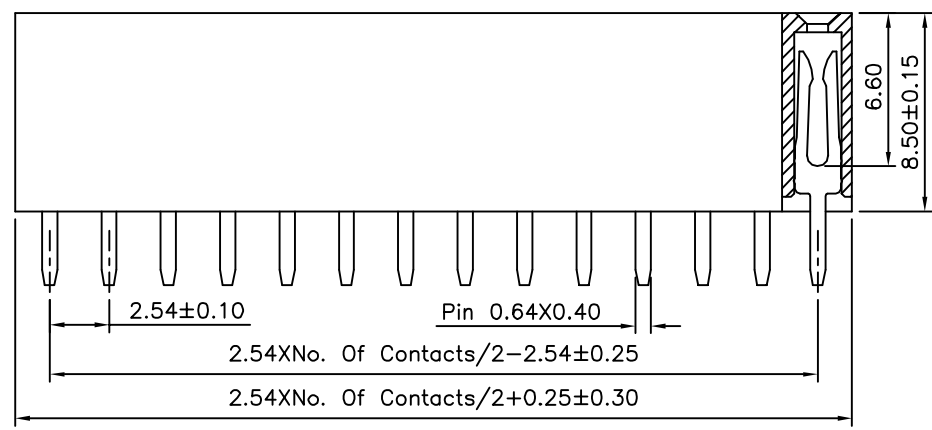 6.60
8.50±0.15
2.54±0.10
Pin 0.64X0.40
2.54XNo. Of Contacts/2−2.54±0.25
2.54XNo. Of Contacts/2+0.25±0.30